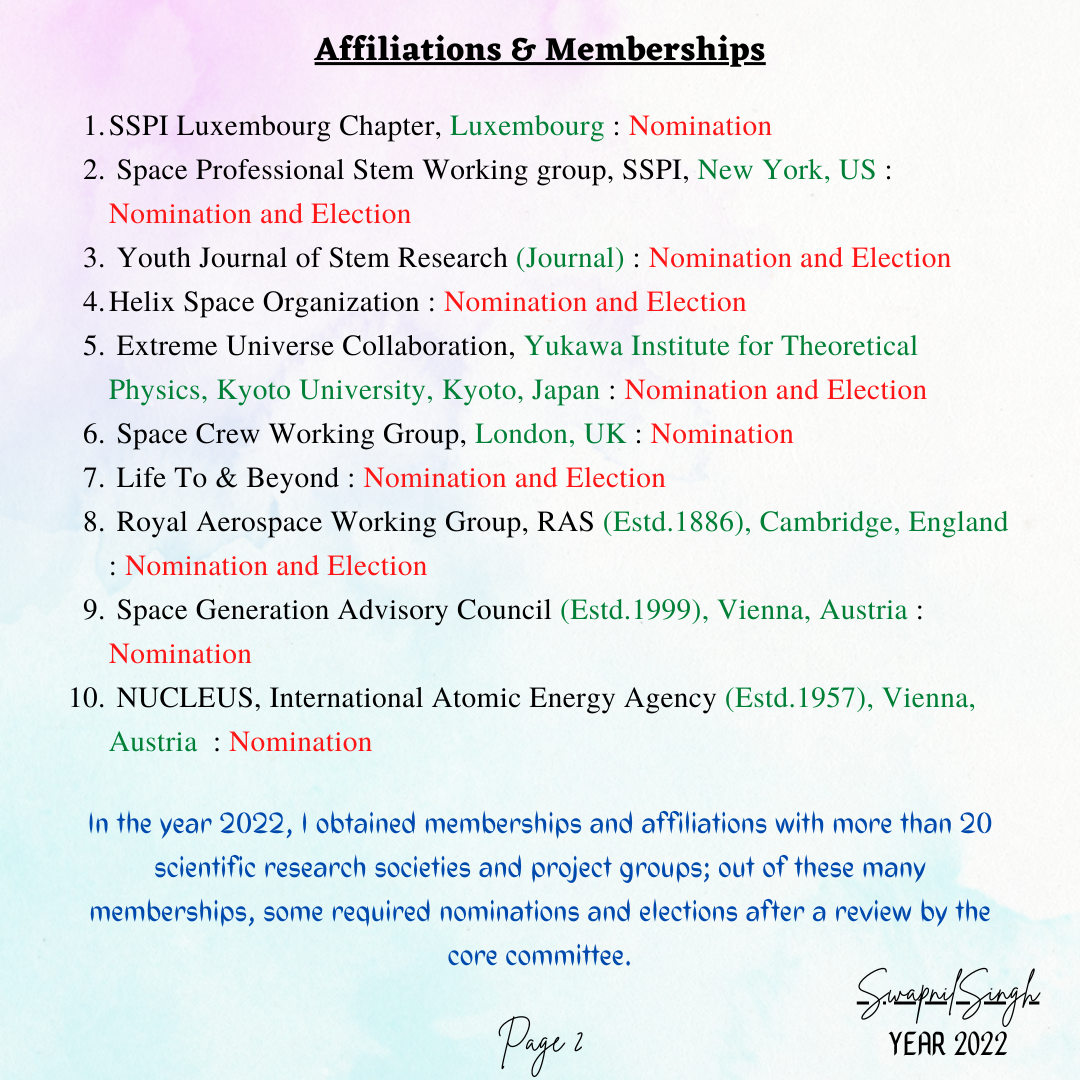 Affiliations & Memberships
1. SSPI Luxembourg Chapter, Luxembourg : Nomination
2. Space Professional Stem Working group, SSPI, New York, US :
Nomination and Election
3. Youth Journal of Stem Research (Journal) : Nomination and Election
4. Helix Space Organization : Nomination and Election
5. Extreme Universe Collaboration, Yukawa Institute for Theoretical
Physics, Kyoto University, Kyoto, Japan : Nomination and Election
6. Space Crew Working Group, London, UK : Nomination
7. Life To & Beyond : Nomination and Election
8. Royal Aerospace Working Group, RAS (Estd.1886), Cambridge, England
: Nomination and Election
9. Space Generation Advisory Council (Estd.1999), Vienna, Austria :
Nomination
10. NUCLEUS, International Atomic Energy Agency (Estd.1957), Vienna,
Austria : Nomination
In the year 2022, I obtained memberships and affiliations with more than 20
scientific research societies and project groups; out of these many
memberships, some required nominations and elections after a review by the
core committee.
Swapnil Singh
YEAR 2022
Page 2